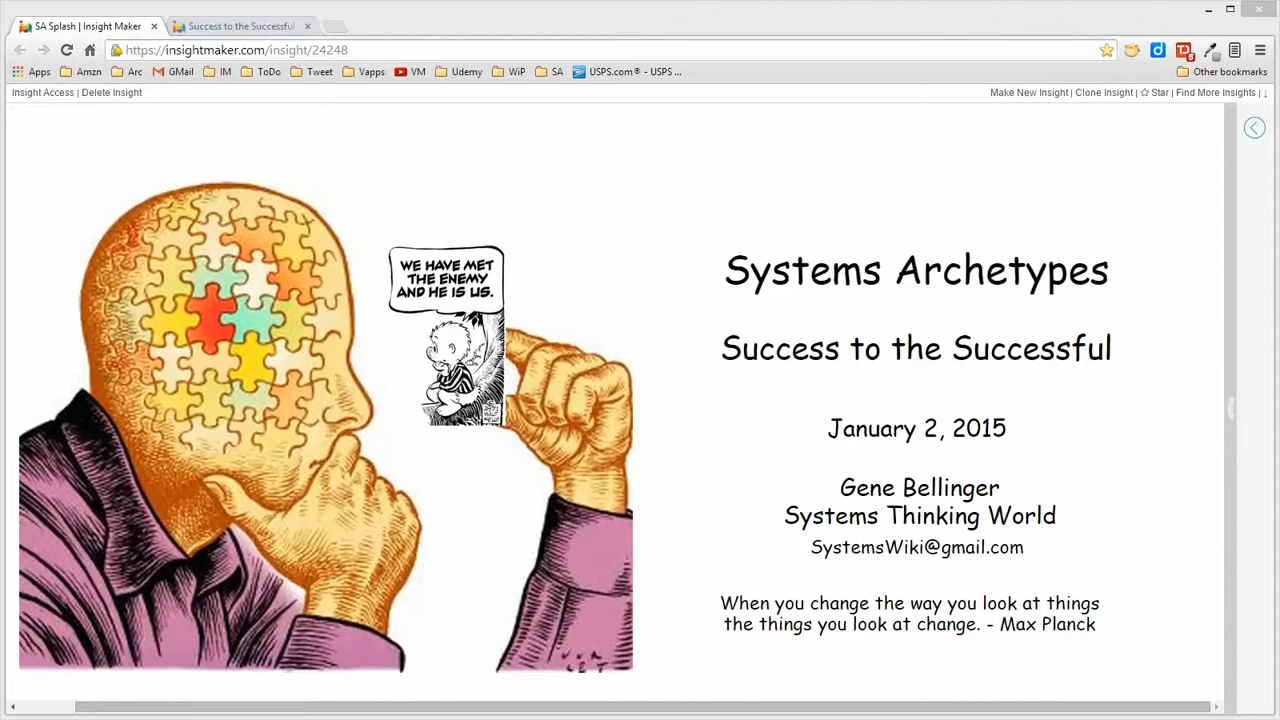 SA Splash | Insight Maker
Success to the Successful
https://insightmaker.com/insight/24248
Apps Amzn Arc GMail IM ToDo Tweet Vapps VM Udemy WiP SA USPS.com® - USPS ... Other bookmarks
Insight Access | Delete Insight
Make New Insight | Clone Insight | ☆ Star | Find More Insights | ↓
WE HAVE MET
THE ENEMY
AND HE IS US.
Systems Archetypes
Success to the Successful
January 2, 2015
Gene Bellinger
Systems Thinking World
SystemsWiki@gmail.com
When you change the way you look at things
the things you look at change. - Max Planck